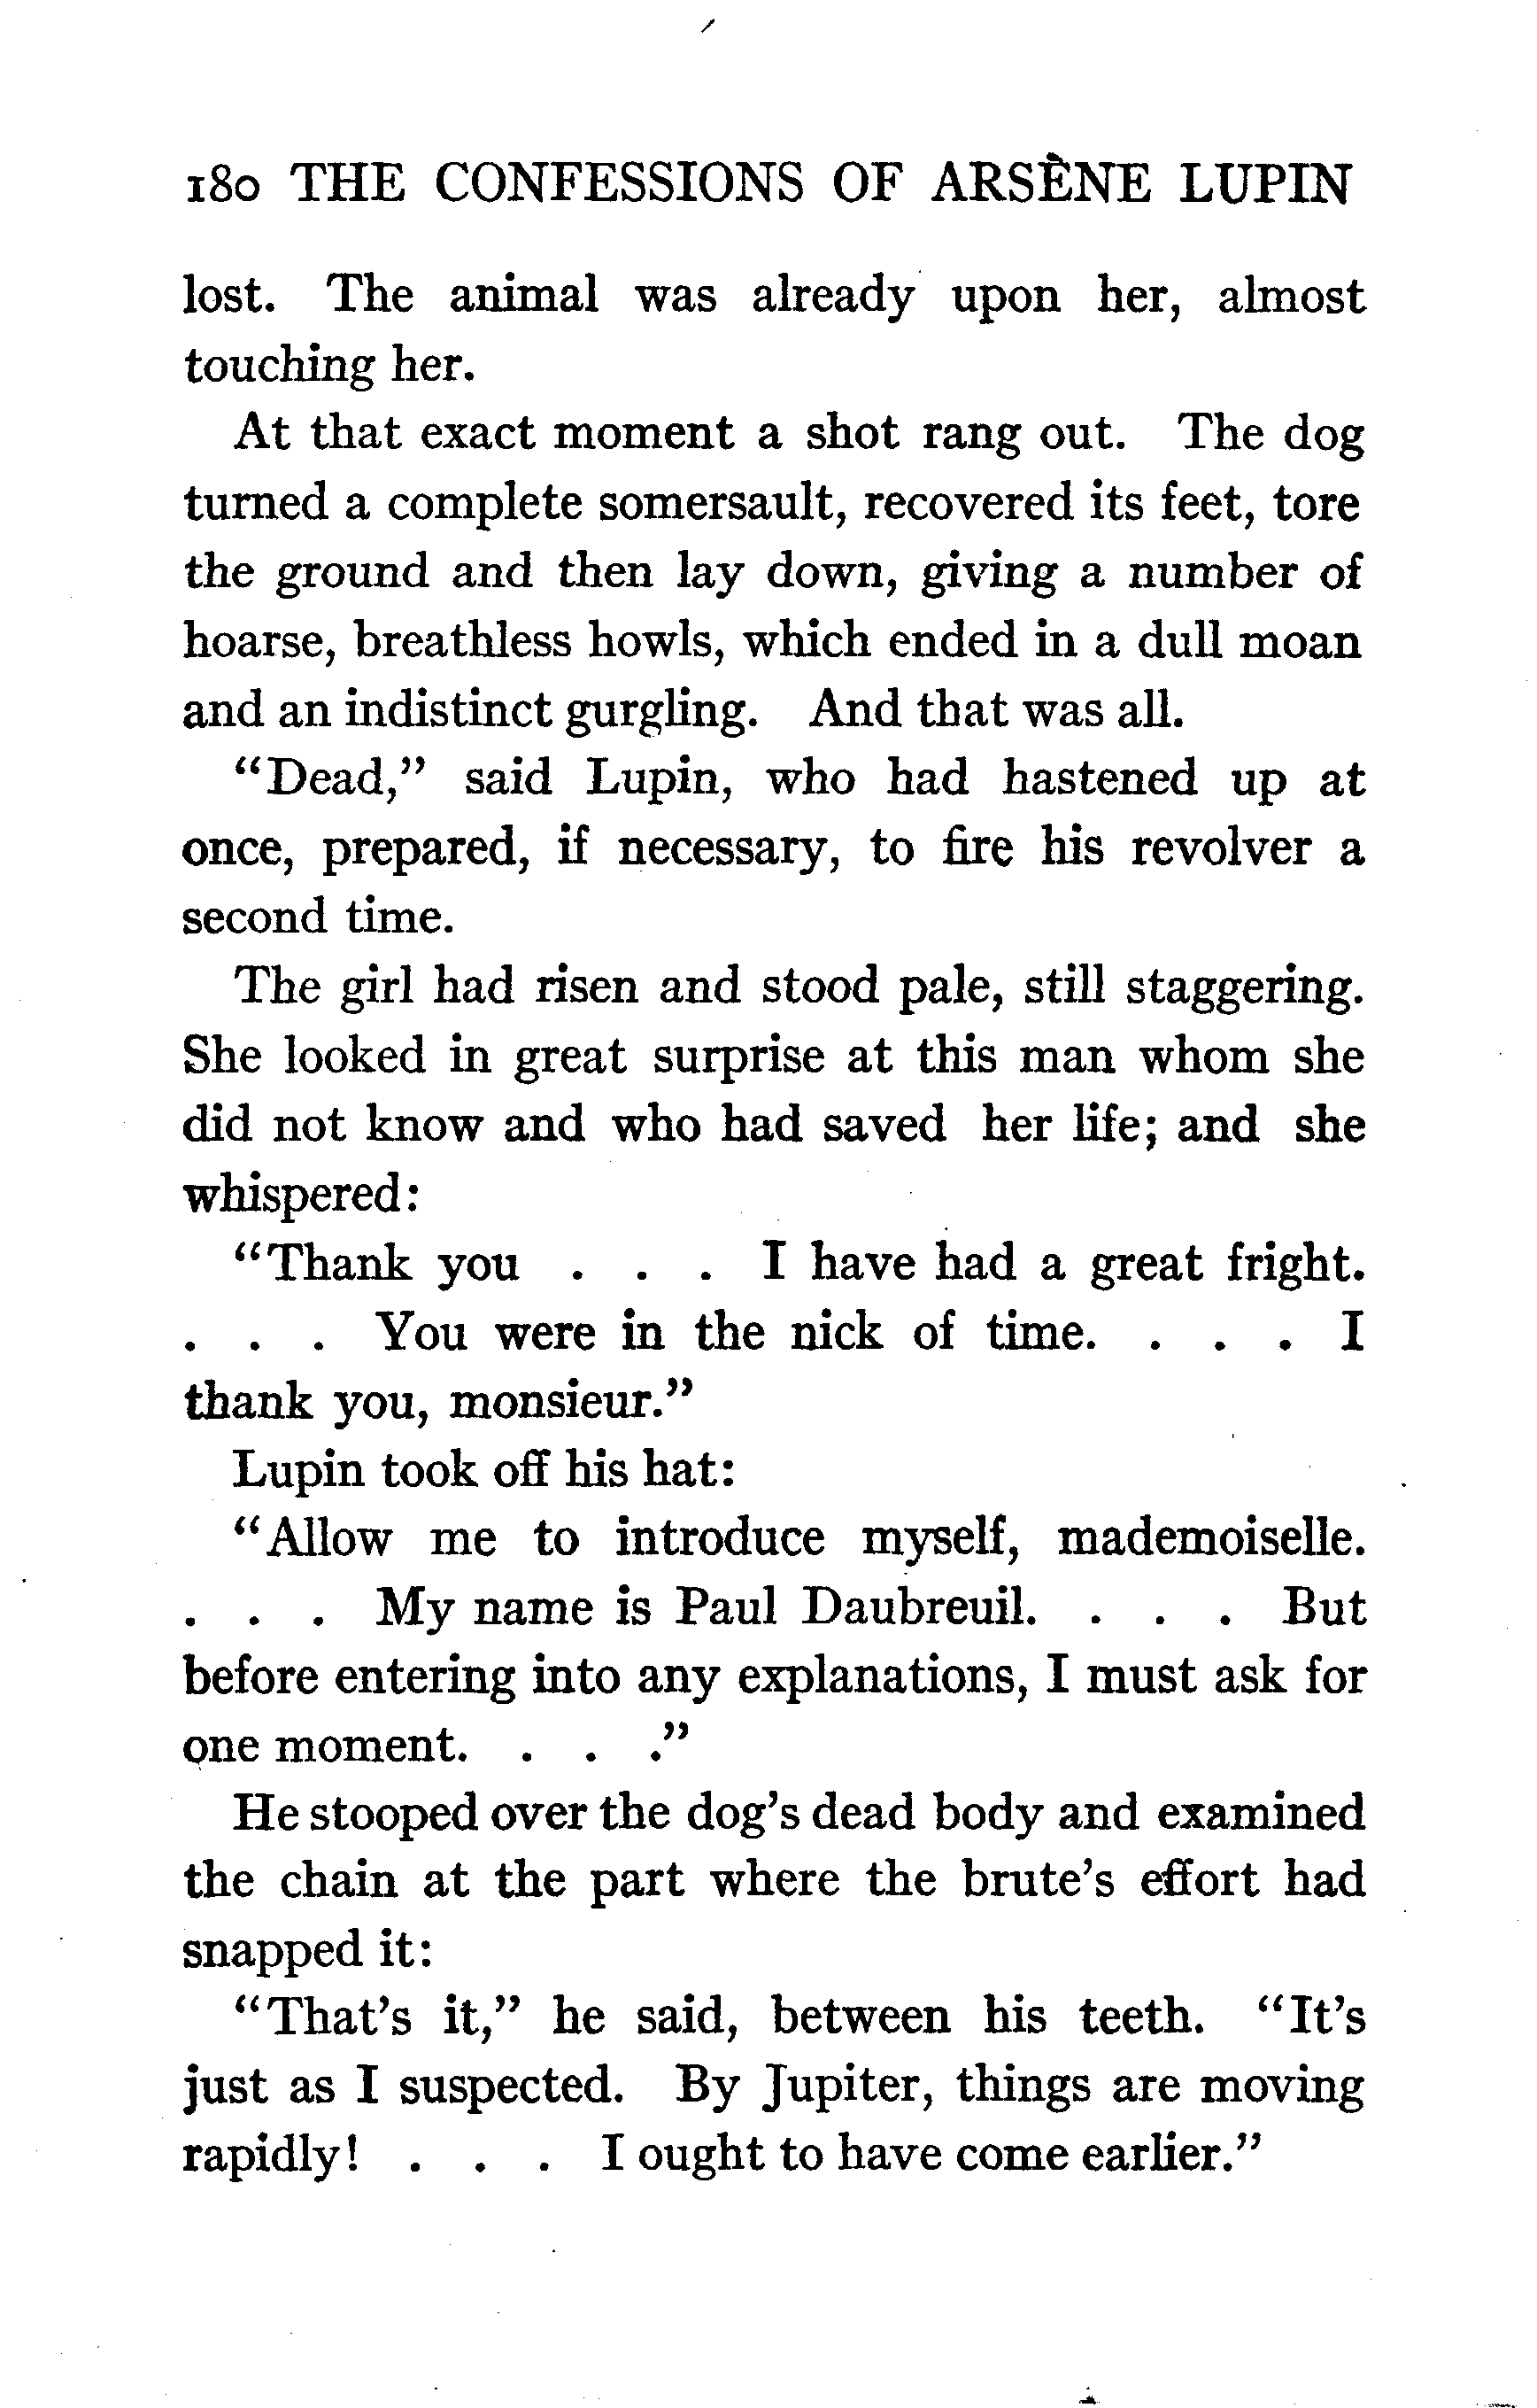 180 THE CONFESSIONS OF ARSÈNE LUPIN
lost. The animal was already upon her, almost
touching her.
At that exact moment a shot rang out. The dog
turned a complete somersault, recovered its feet, tore
the ground and then lay down, giving a number of
hoarse, breathless howls, which ended in a dull moan
and an indistinct gurgling. And that was all.
“Dead,” said Lupin, who had hastened up at
once, prepared, if necessary, to fire his revolver a
second time.
The girl had risen and stood pale, still staggering.
She looked in great surprise at this man whom she
did not know and who had saved her life; and she
whispered:
“Thank you . . . I have had a great fright.
. . . You were in the nick of time. . . . I
thank you, monsieur.”
Lupin took off his hat:
“Allow me to introduce myself, mademoiselle.
. . . My name is Paul Daubreuil. . . . But
before entering into any explanations, I must ask for
one moment. . . .”
He stooped over the dog’s dead body and examined
the chain at the part where the brute’s effort had
snapped it:
“That’s it,” he said, between his teeth. “It’s
just as I suspected. By Jupiter, things are moving
rapidly! . . . I ought to have come earlier.”